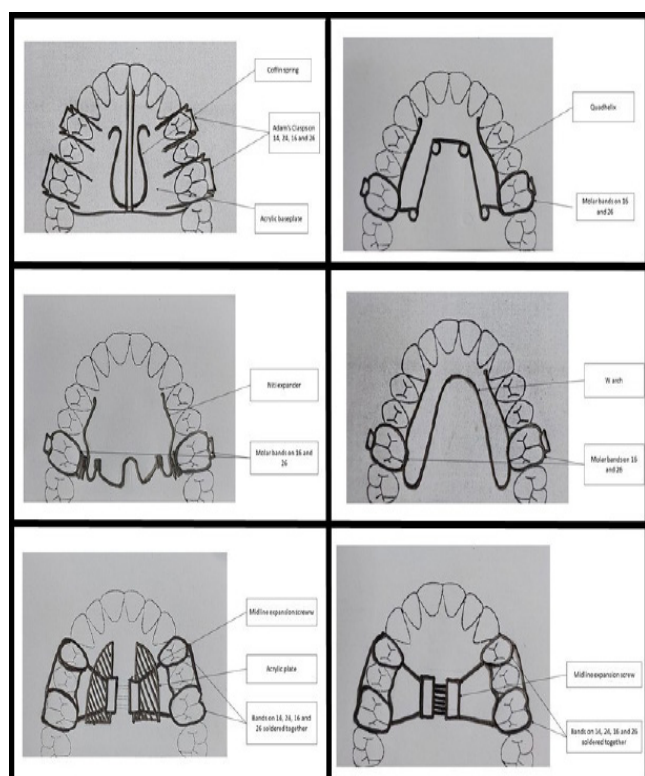 Coffin spring
Adam's Clasps on
14, 24, 16 and 26
Acrylic baseplate
Quadhelix
Molar bands on 16
and 26
Niti expander
Molar bands on 16 and
26
W arch
Molar bands on 16
and 26
Midline expansion screww
Acrylic plate
Bands on 14, 24, 16 and
26 soldered together
Midline expansion screw
Bands on 14, 24, 16 and 26
soldered together